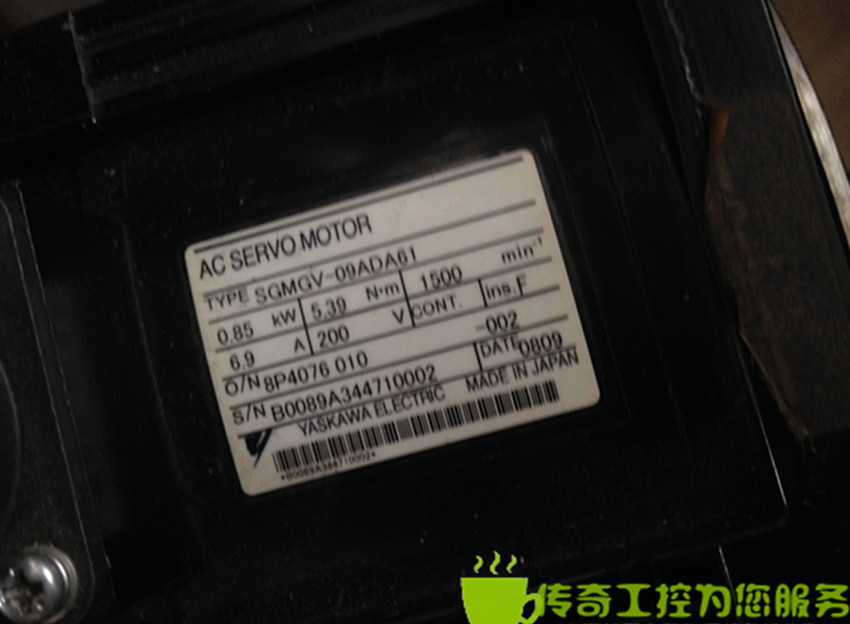 AC SERVO MOTOR
TYPE SGMGV-09ADA61
0.85 kW 5.39 N·m 1500 min⁻¹
6.9 A 200 V CONT. ins.F
O/N 8P4076 010 -002
S/N B0089A344710002 DATE 0809
YASKAWA ELECTRIC MADE IN JAPAN
*B0089A344710002*
传奇工控为您服务